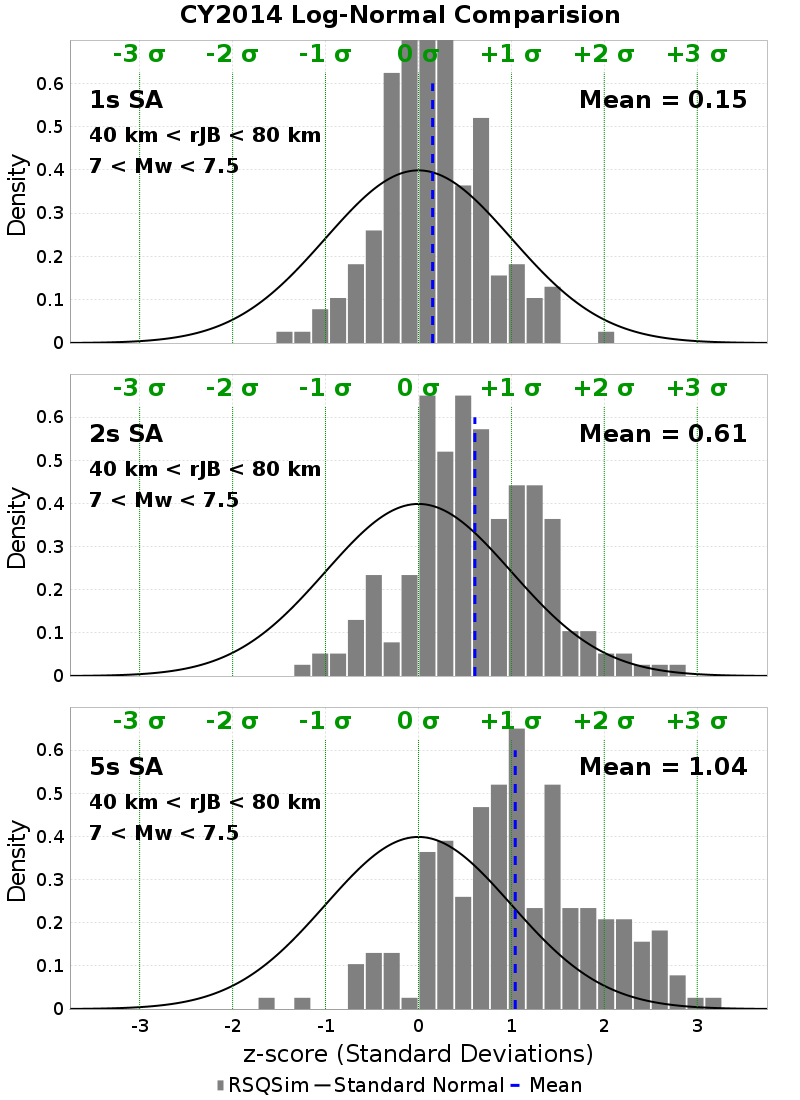 CY2014 Log-Normal Comparision
-3 σ -2 σ -1 σ 0 σ +1 σ +2 σ +3 σ
1s SA
Mean = 0.15
40 km < rJB < 80 km
7 < Mw < 7.5
Density
0.6
0.5
0.4
0.3
0.2
0.1
0
-3 σ -2 σ -1 σ 0 σ +1 σ +2 σ +3 σ
2s SA
Mean = 0.61
40 km < rJB < 80 km
7 < Mw < 7.5
Density
0.6
0.5
0.4
0.3
0.2
0.1
0
-3 σ -2 σ -1 σ 0 σ +1 σ +2 σ +3 σ
5s SA
Mean = 1.04
40 km < rJB < 80 km
7 < Mw < 7.5
Density
0.6
0.5
0.4
0.3
0.2
0.1
0
-3 -2 -1 0 1 2 3
z-score (Standard Deviations)
RSQSim Standard Normal Mean